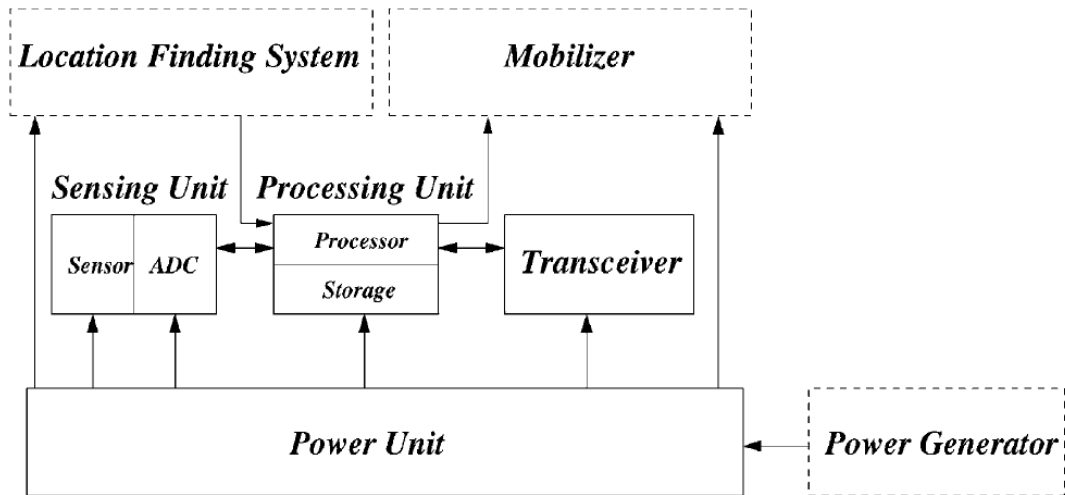 Location Finding System
Mobilizer
Sensing Unit
Processing Unit
Sensor
ADC
Processor
Storage
Transceiver
Power Unit
Power Generator